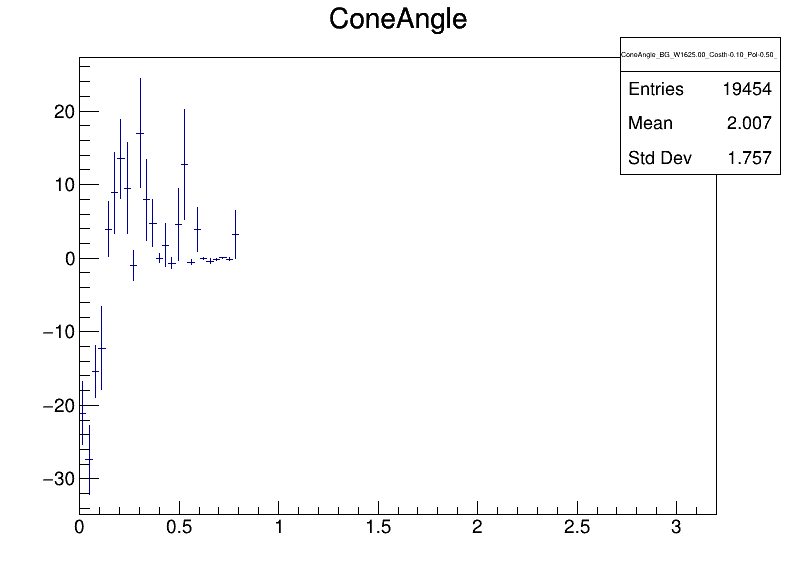 ConeAngle
ConeAngle_BG_W1625.00_Costh-0.10_Pol-0.50_
Entries 19454
Mean 2.007
Std Dev 1.757
20
10
0
−10
−20
−30
0 0.5 1 1.5 2 2.5 3